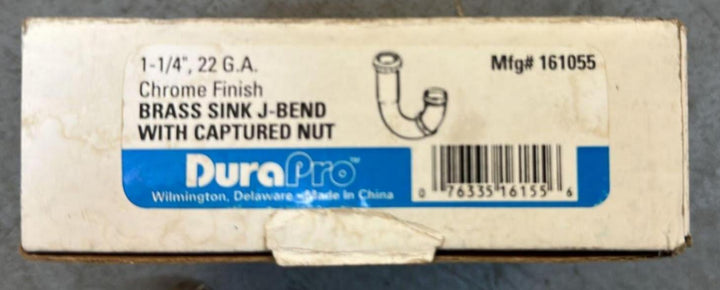 1-1/4", 22 G.A.
Chrome Finish
BRASS SINK J-BEND
WITH CAPTURED NUT
Mfg# 161055
DuraPro™
Wilmington, Delaware • Made In China
0 76335 16155 6